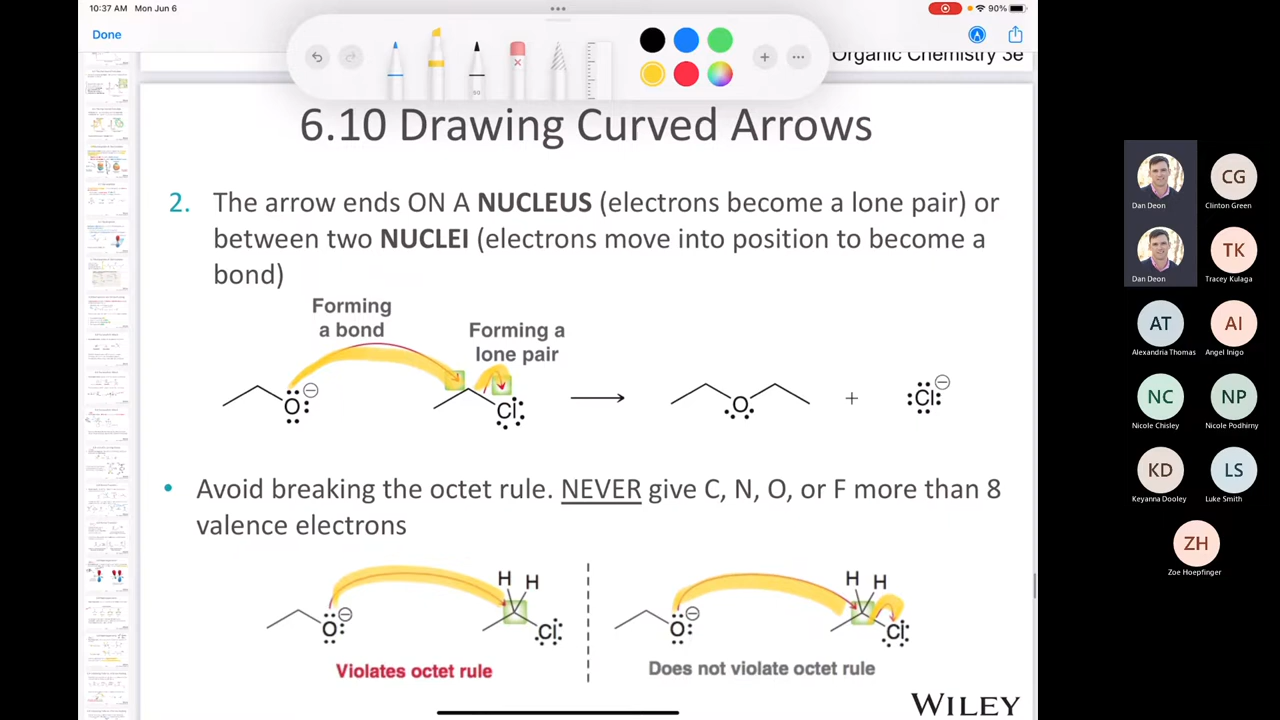 10:37 AM Mon Jun 6
90%
Done
Organic Chemistry 3e
6.10 Drawing Curved Arrows
2. The arrow ends ON A NUCLEUS (electrons become a lone pair) or
between two NUCLEI (electrons move into position to become a
bond)
Forming
a bond
Forming a
lone pair
O
Cl
O
+
Cl
• Avoid breaking the octet rule. NEVER give C, N, O, or F more than 8
valence electrons
H H
O
Cl
Violates octet rule
H H
O
Cl
Does not violate octet rule
WILEY
Dan Deon
CG
Clinton Green
Dan Deon
TK
Tracey Kulaga
AT
Alexandria Thomas
AI
Angel Inigo
NC
Nicole Chisley
NP
Nicole Podhirny
KD
Keyanna Dooley
LS
Luke Smith
ZH
Zoe Hoepfinger